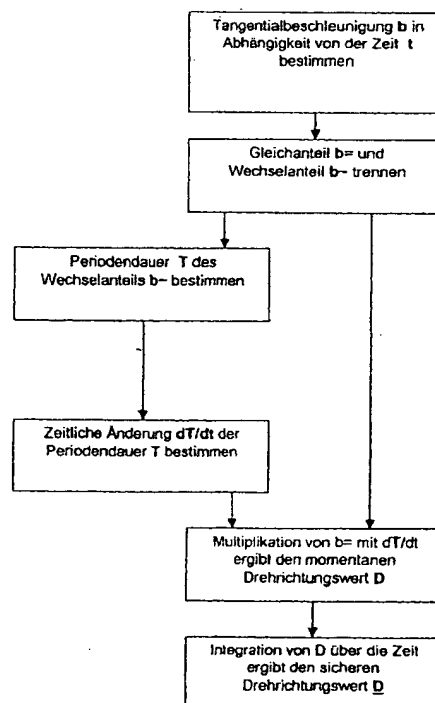 Tangentialbeschleunigung b in
Abhängigkeit von der Zeit t
bestimmen
Gleichanteil b= und
Wechselanteil b~ trennen
Periodendauer T des
Wechselanteils b~ bestimmen
Zeitliche Änderung dT/dt der
Periodendauer T bestimmen
Multiplikation von b= mit dT/dt
ergibt den momentanen
Drehrichtungswert D
Integration von D über die Zeit
ergibt den sicheren
Drehrichtungswert D